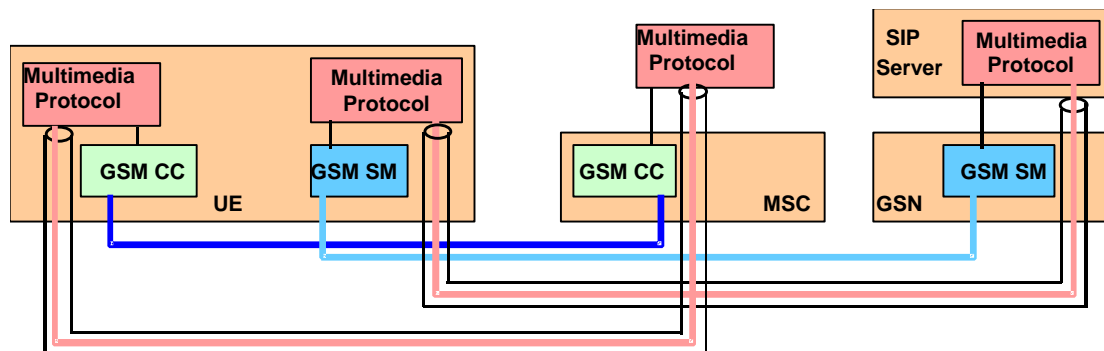 Multimedia
Protocol
GSM CC
Multimedia
Protocol
GSM SM
UE
Multimedia
Protocol
GSM CC
MSC
SIP
Server
Multimedia
Protocol
GSM SM
GSN